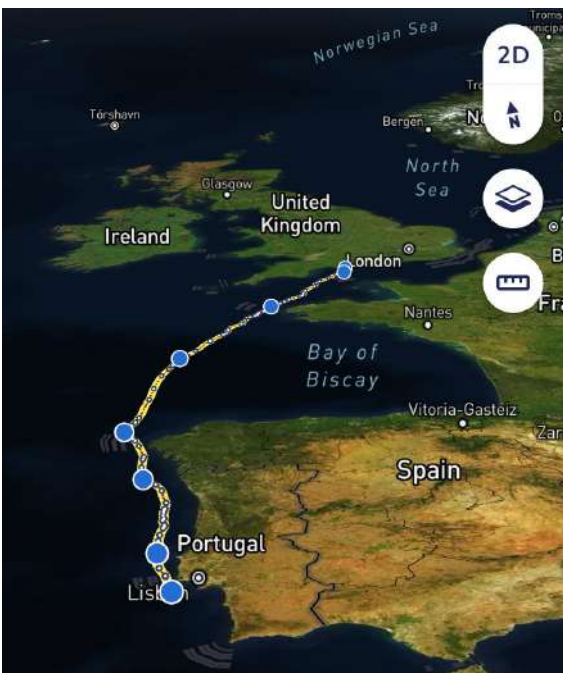 Norwegian Sea
2D
Tórshavn
Bergen
N
North
Sea
Glasgow
United
Kingdom
Ireland
London
Nantes
Bay of
Biscay
Vitoria-Gasteiz
Spain
Portugal